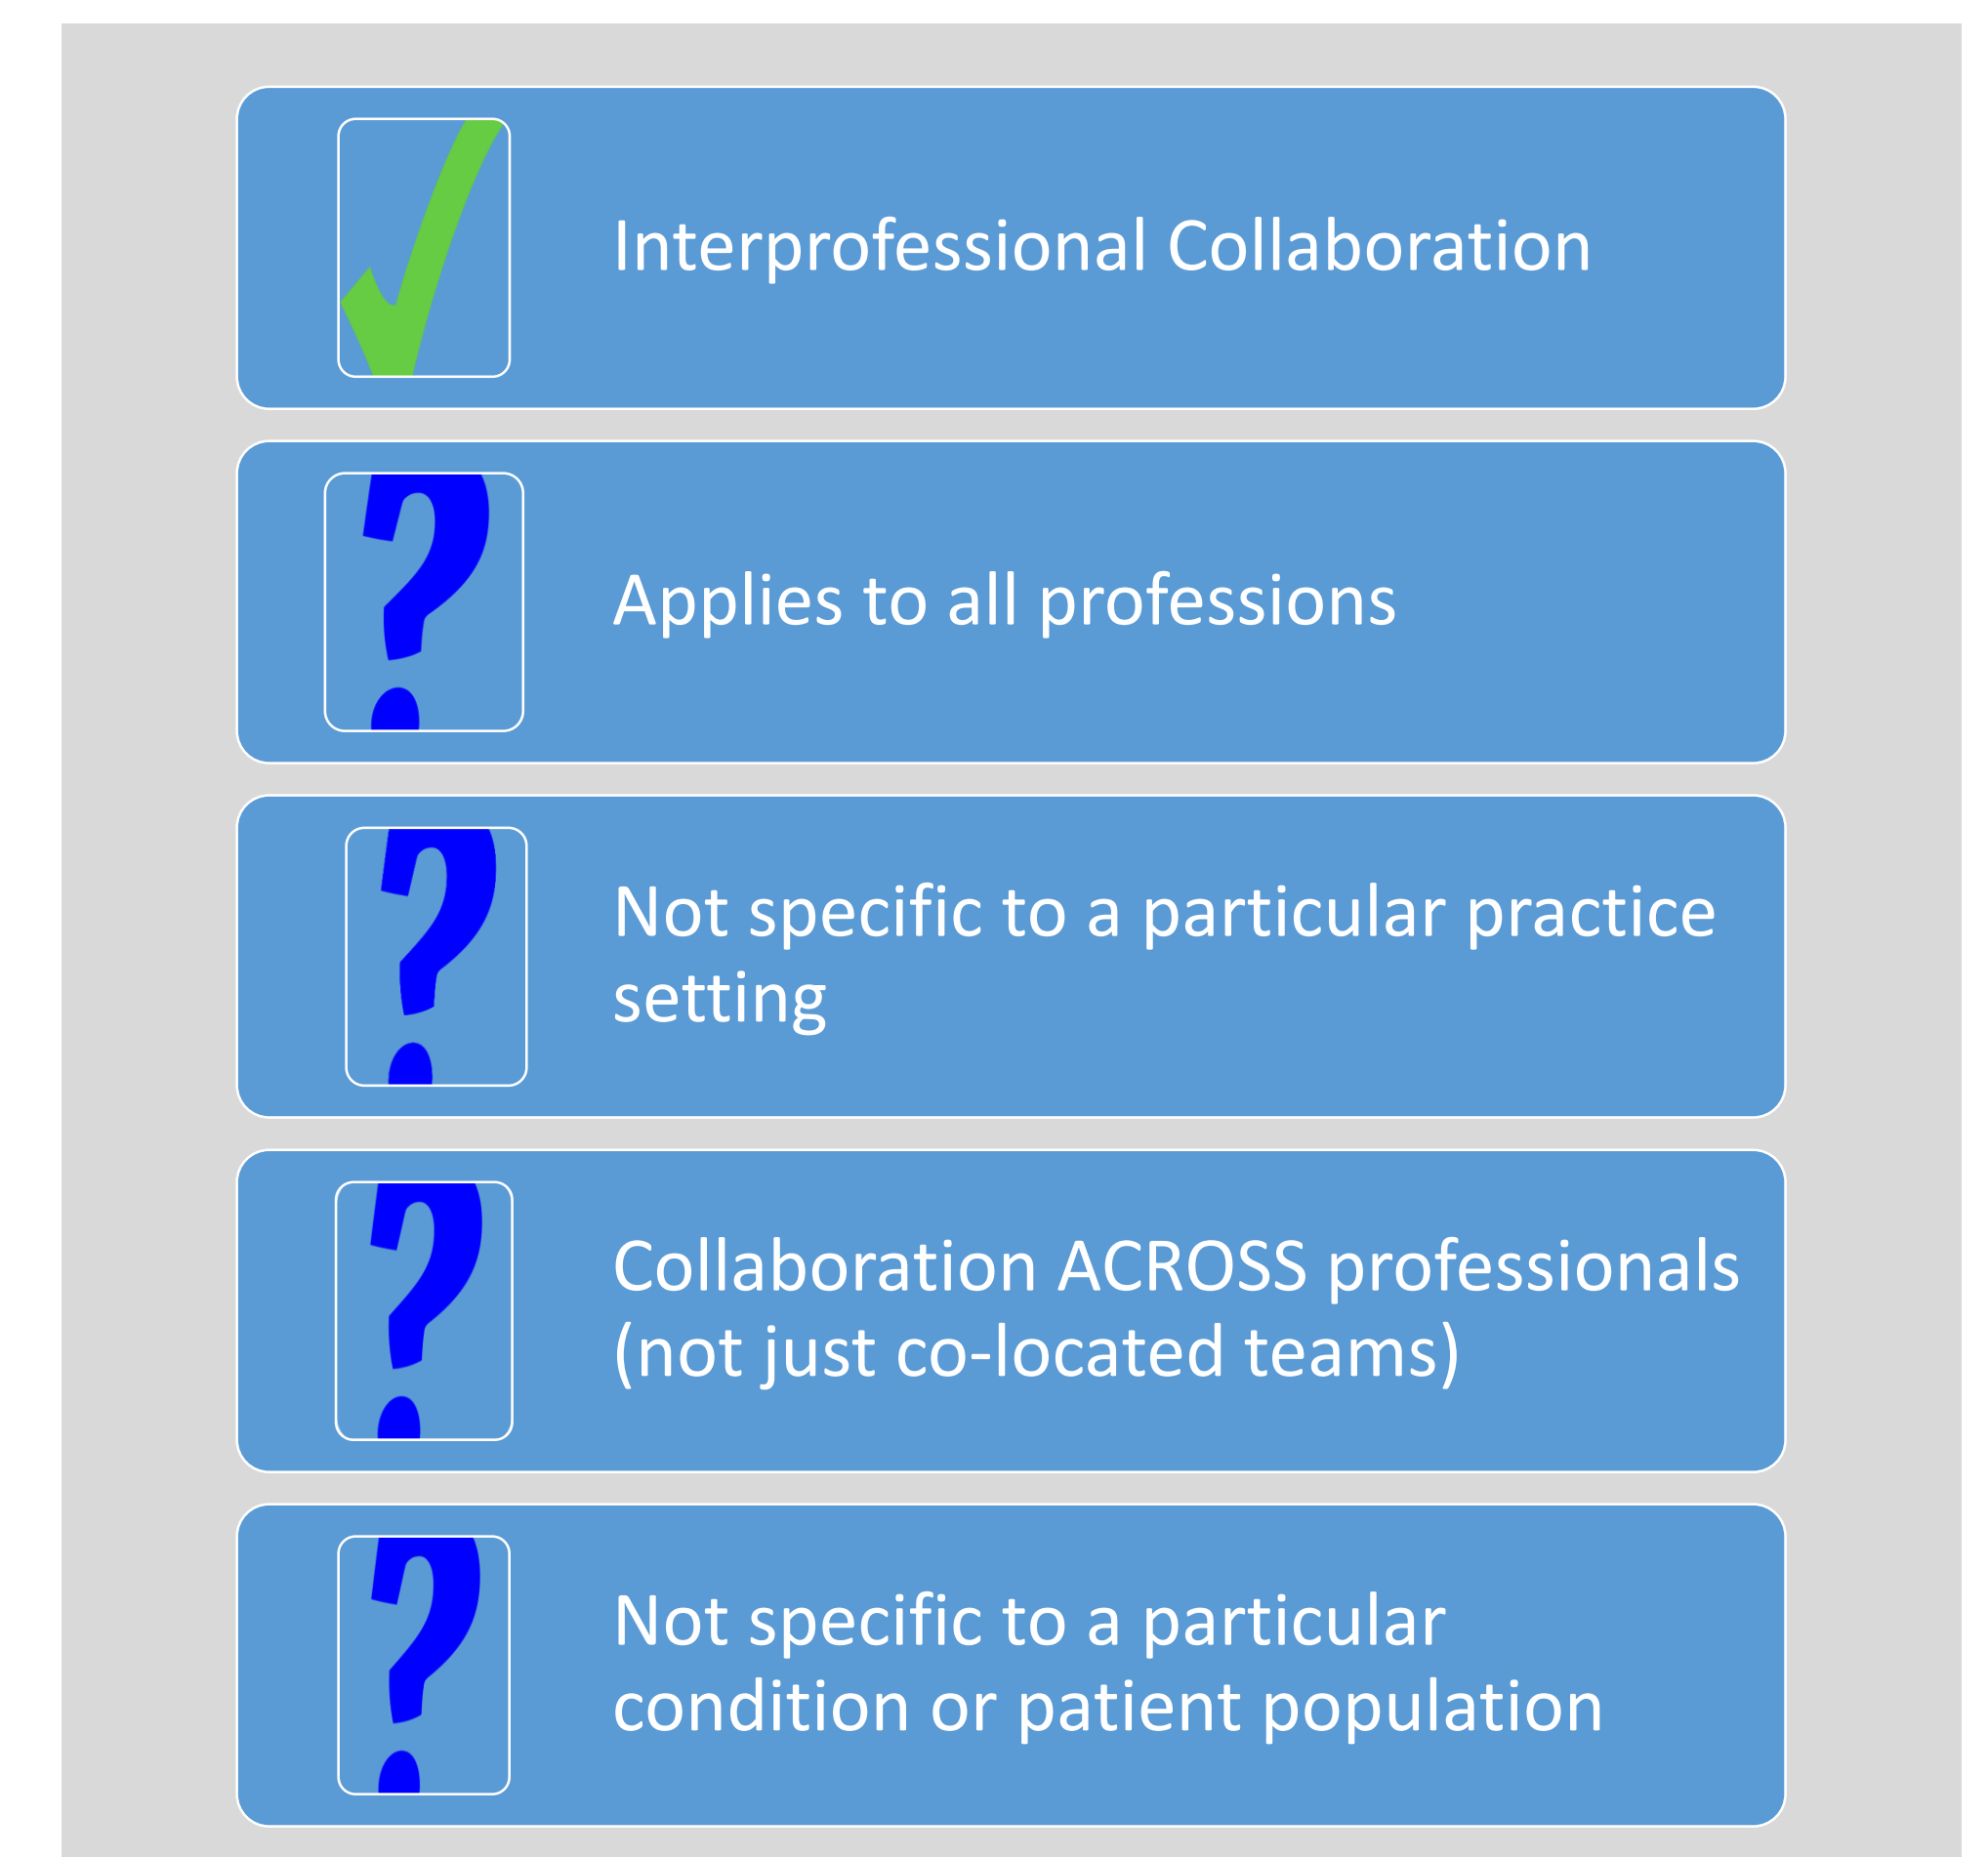 Interprofessional Collaboration
Applies to all professions
Not specific to a particular practice
setting
Collaboration ACROSS professionals
(not just co-located teams)
Not specific to a particular
condition or patient population